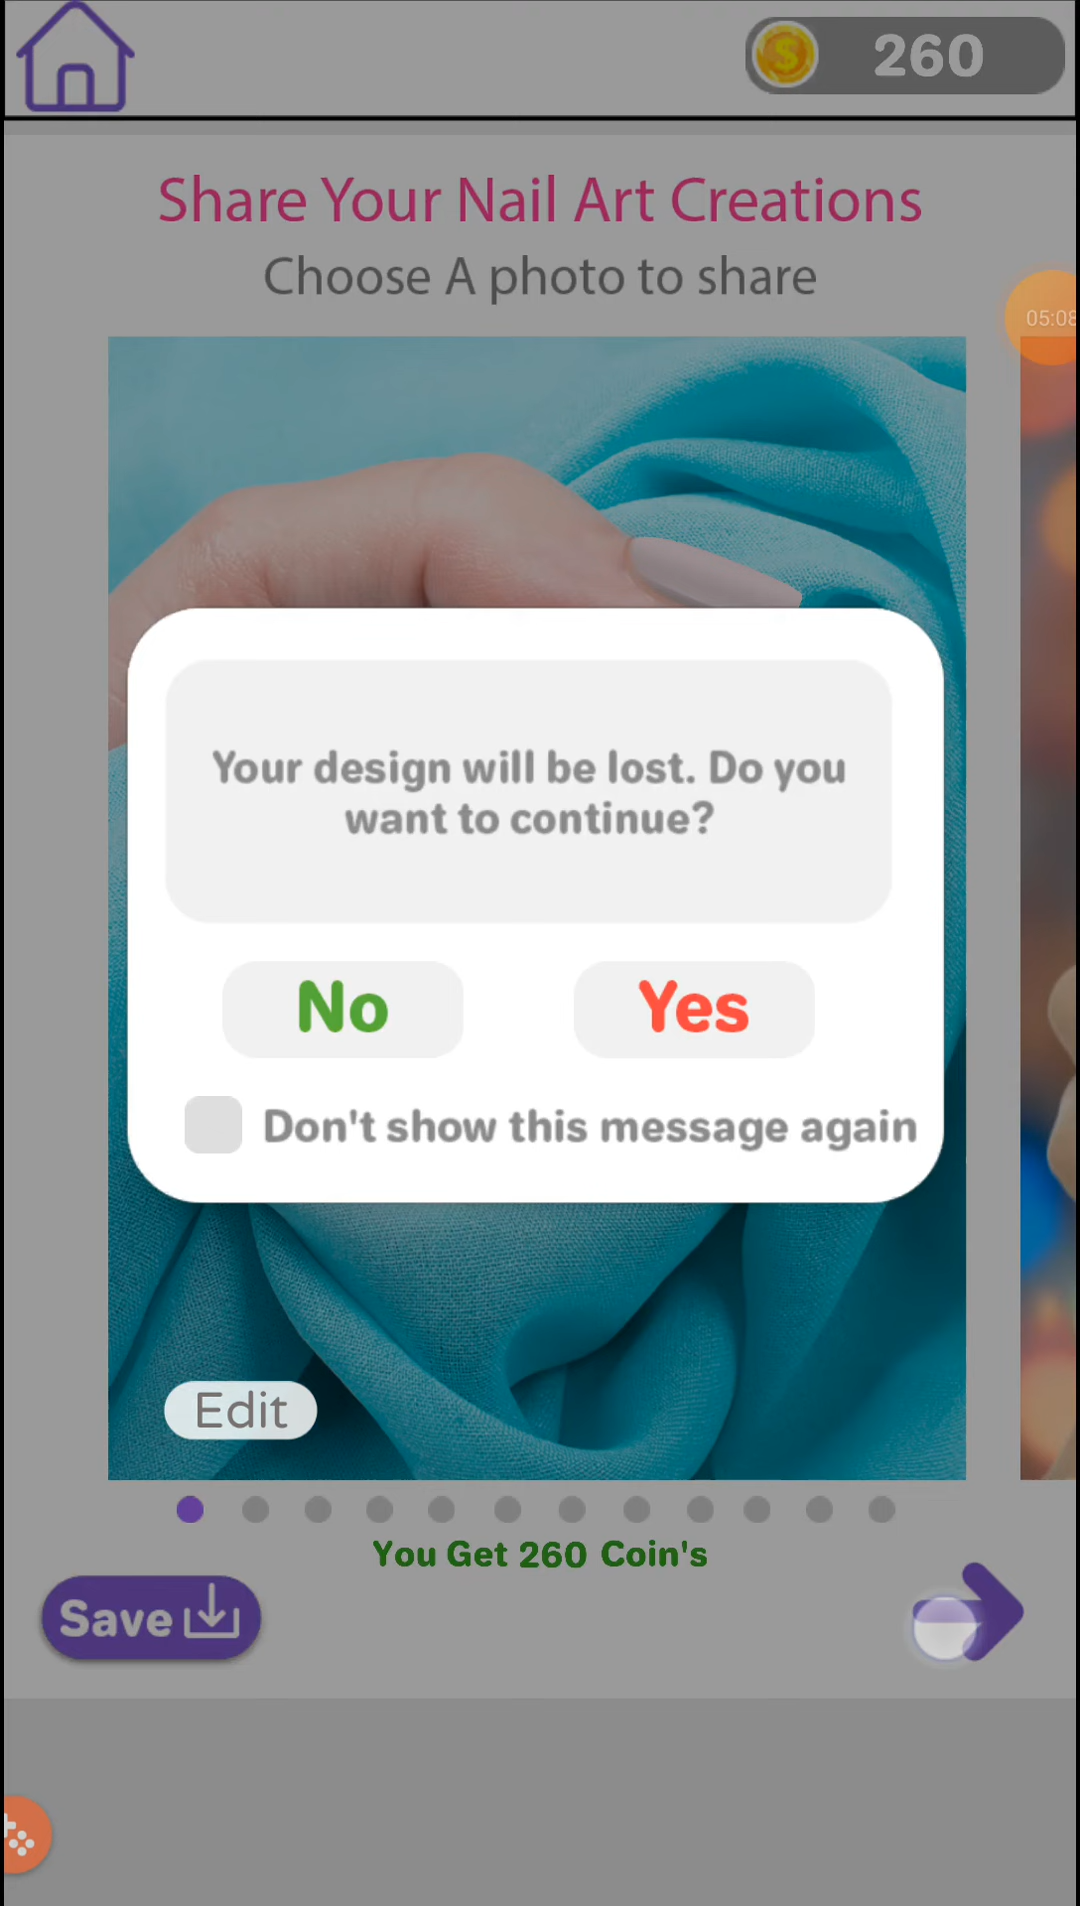 260
Share Your Nail Art Creations
Choose A photo to share
05:08
Your design will be lost. Do you
want to continue?
No
Yes
Don't show this message again
Edit
You Get 260 Coin's
Save